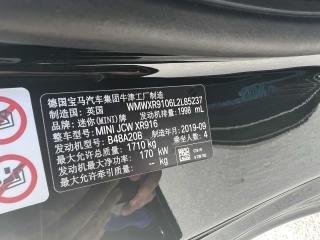 德国宝马汽车集团牛津工厂制造
制造国：英国 WMWXR9106L2L85237
品牌：迷你(MINI)牌 发动机排量：1998 mL
整车型号：MINI JCW XR916
发动机型号：B48A20B 制造年月：2019-09
最大允许总质量：1710 kg 乘坐人数：4
发动机最大净功率：170 kW
最大允许牵引质量：-- kg